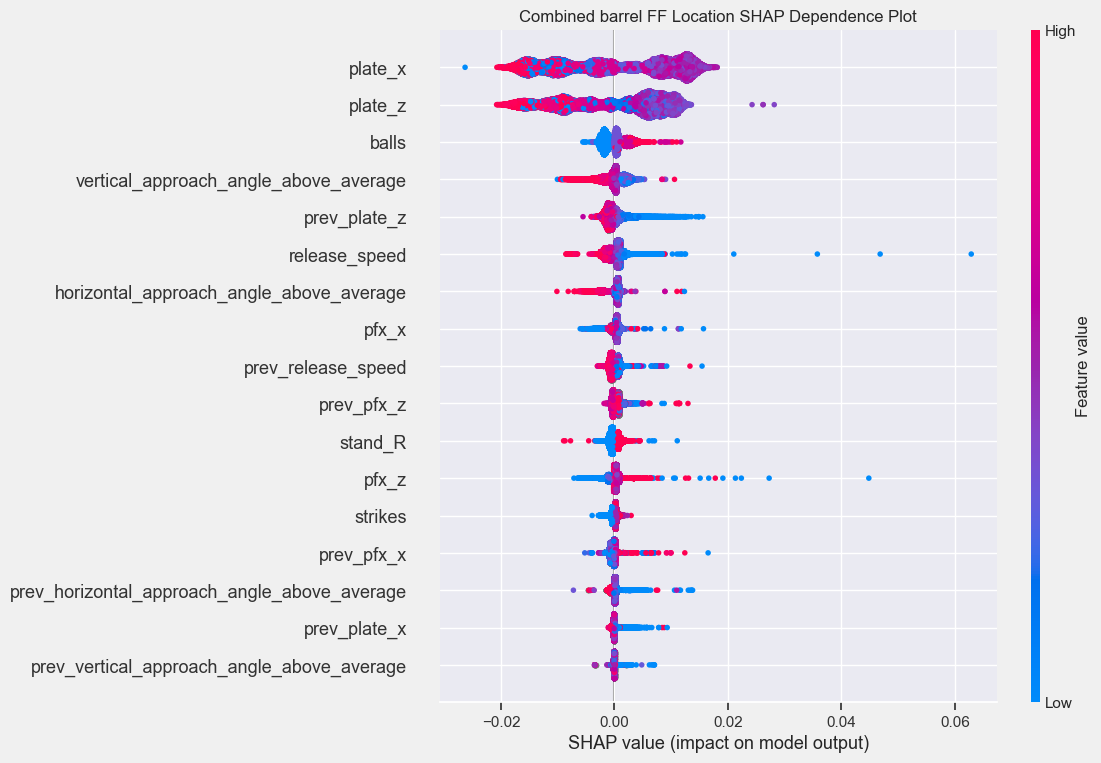 Combined barrel FF Location SHAP Dependence Plot
High
plate_x
plate_z
balls
vertical_approach_angle_above_average
prev_plate_z
release_speed
horizontal_approach_angle_above_average
pfx_x
prev_release_speed
prev_pfx_z
stand_R
pfx_z
strikes
prev_pfx_x
prev_horizontal_approach_angle_above_average
prev_plate_x
prev_vertical_approach_angle_above_average
Feature value
Low
−0.02 0.00 0.02 0.04 0.06
SHAP value (impact on model output)